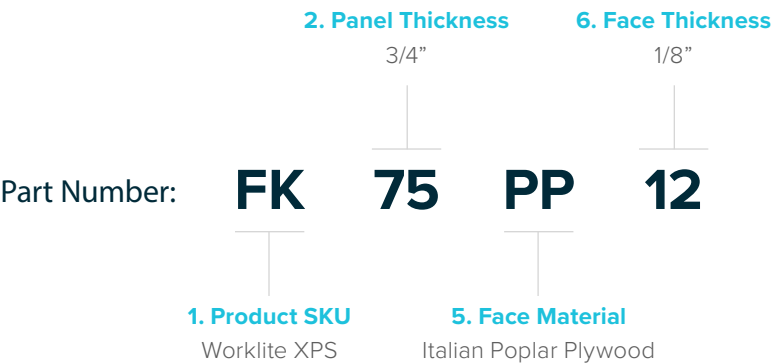 2. Panel Thickness 6. Face Thickness
3/4” 1/8”
Part Number: FK 75 PP 12
1. Product SKU 5. Face Material
Worklite XPS Italian Poplar Plywood